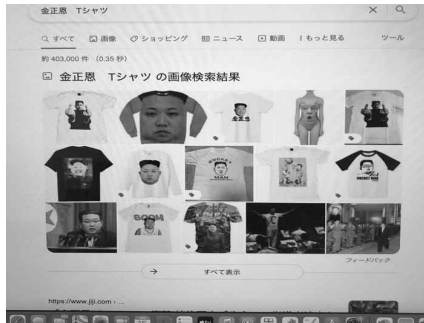 金正恩　Tシャツ
すべて 画像 ショッピング ニュース 動画 もっと見る ツール
約 403,000 件 （0.35 秒）
金正恩　Tシャツ の画像検索結果
ROCKET
MAN
BOOM
フィードバック
→ すべて表示
https://www.jiji.com › ...